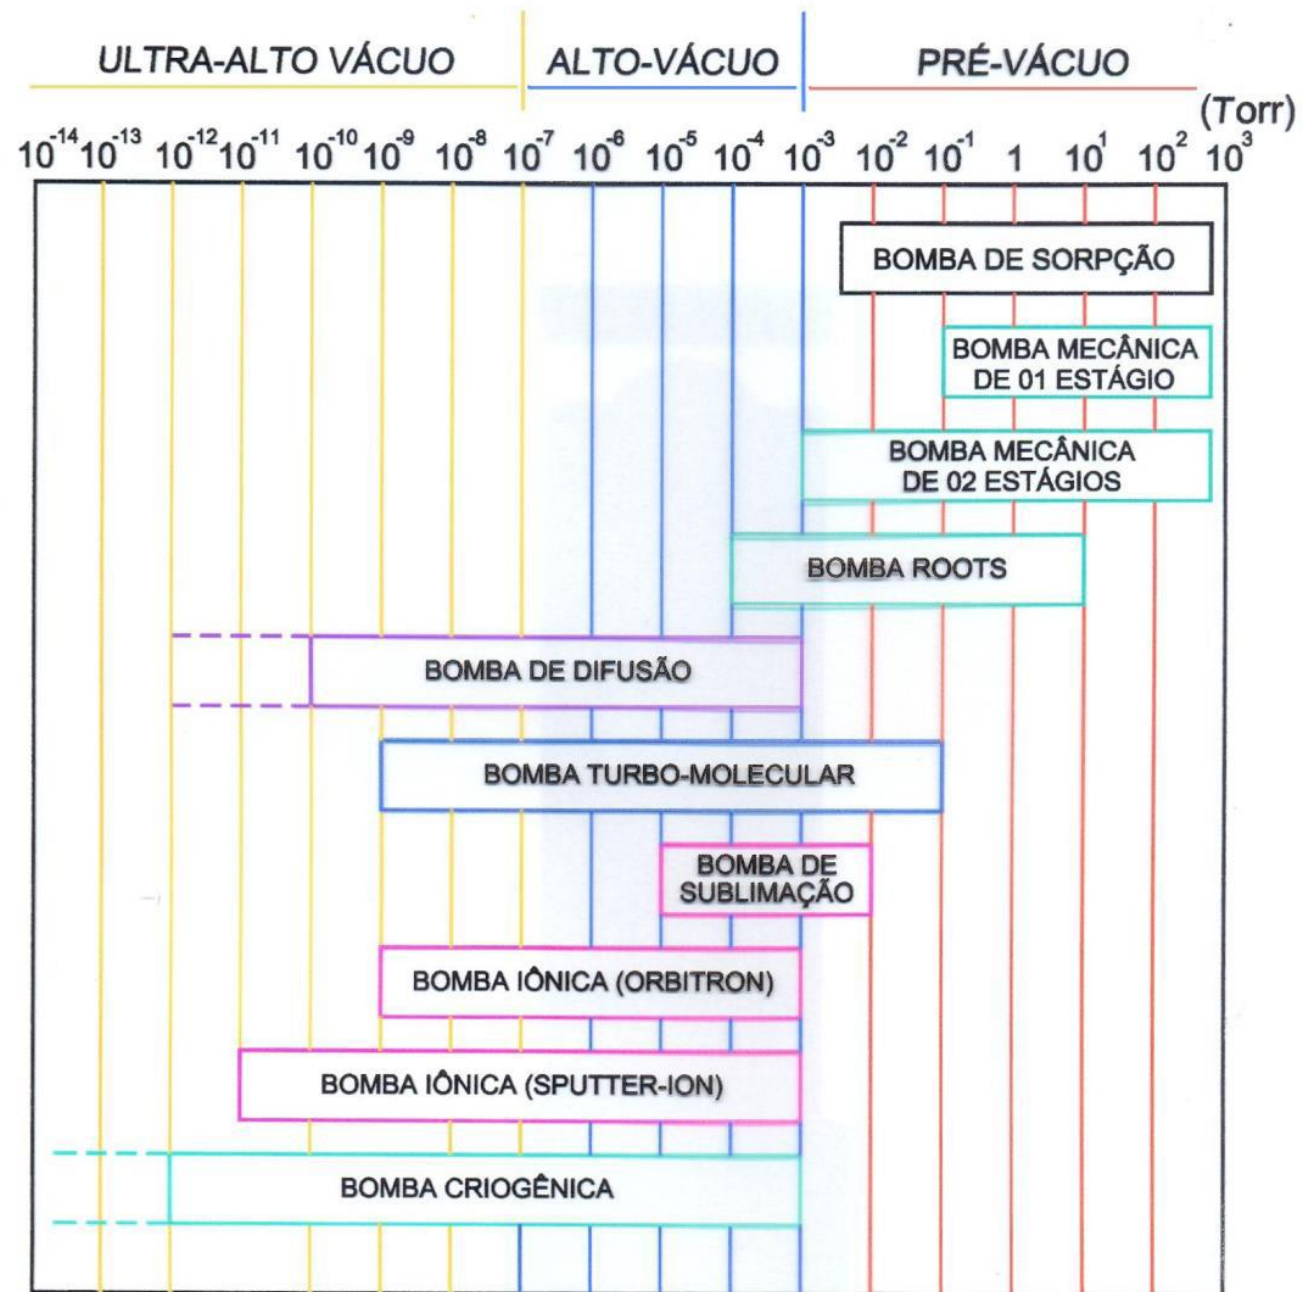 ULTRA-ALTO VÁCUO ALTO-VÁCUO PRÉ-VÁCUO
(Torr)
10⁻¹⁴ 10⁻¹³ 10⁻¹² 10⁻¹¹ 10⁻¹⁰ 10⁻⁹ 10⁻⁸ 10⁻⁷ 10⁻⁶ 10⁻⁵ 10⁻⁴ 10⁻³ 10⁻² 10⁻¹ 1 10¹ 10² 10³
BOMBA DE SORPÇÃO
BOMBA MECÂNICA
DE 01 ESTÁGIO
BOMBA MECÂNICA
DE 02 ESTÁGIOS
BOMBA ROOTS
BOMBA DE DIFUSÃO
BOMBA TURBO-MOLECULAR
BOMBA DE
SUBLIMAÇÃO
BOMBA IÔNICA (ORBITRON)
BOMBA IÔNICA (SPUTTER-ION)
BOMBA CRIOGÊNICA